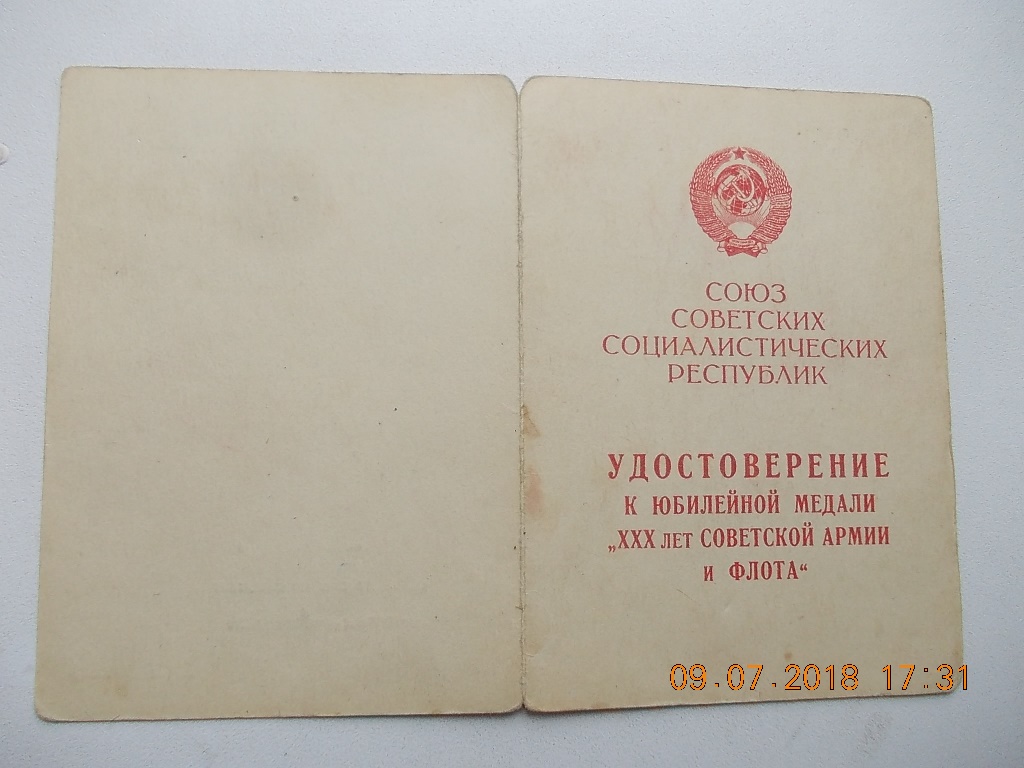 СОЮЗ
СОВЕТСКИХ
СОЦИАЛИСТИЧЕСКИХ
РЕСПУБЛИК
УДОСТОВЕРЕНИЕ
К ЮБИЛЕЙНОЙ МЕДАЛИ
„XXX лет СОВЕТСКОЙ АРМИИ
и ФЛОТА“
09.07.2018 17:31